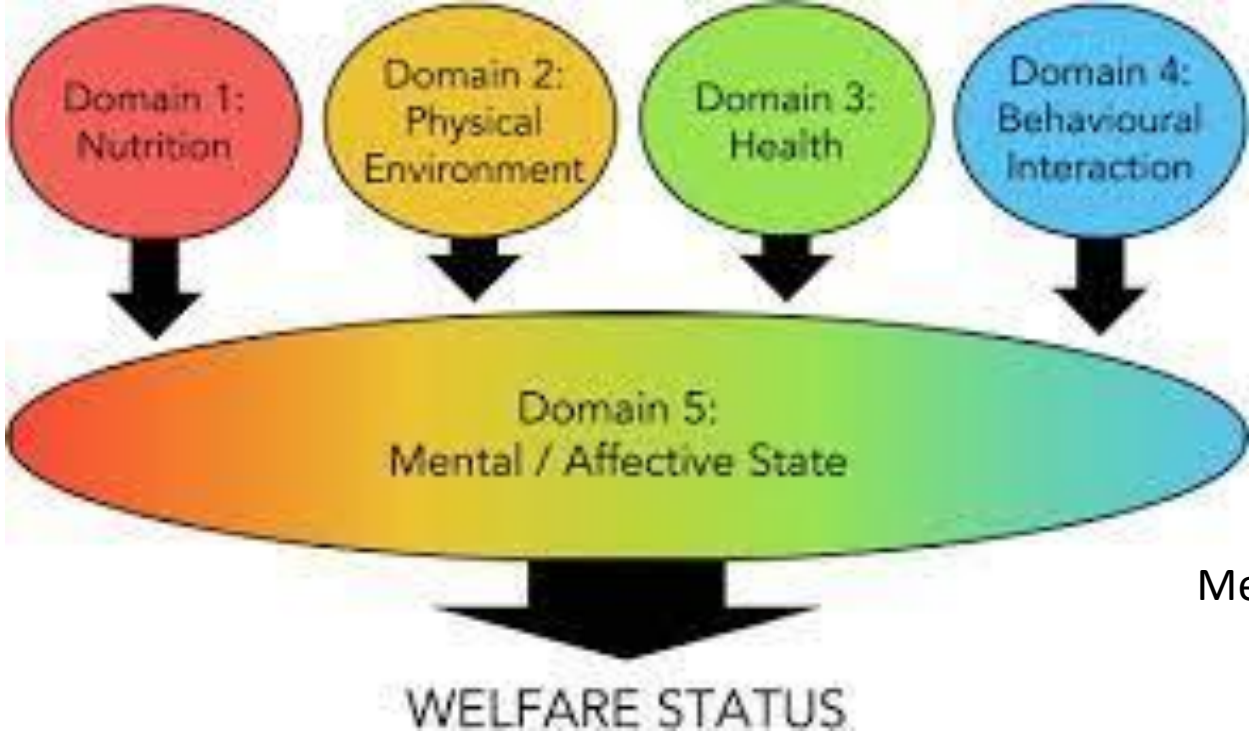 Domain 1:
Nutrition
Domain 2:
Physical
Environment
Domain 3:
Health
Domain 4:
Behavioural
Interaction
Domain 5:
Mental / Affective State
Me
WELFARE STATUS